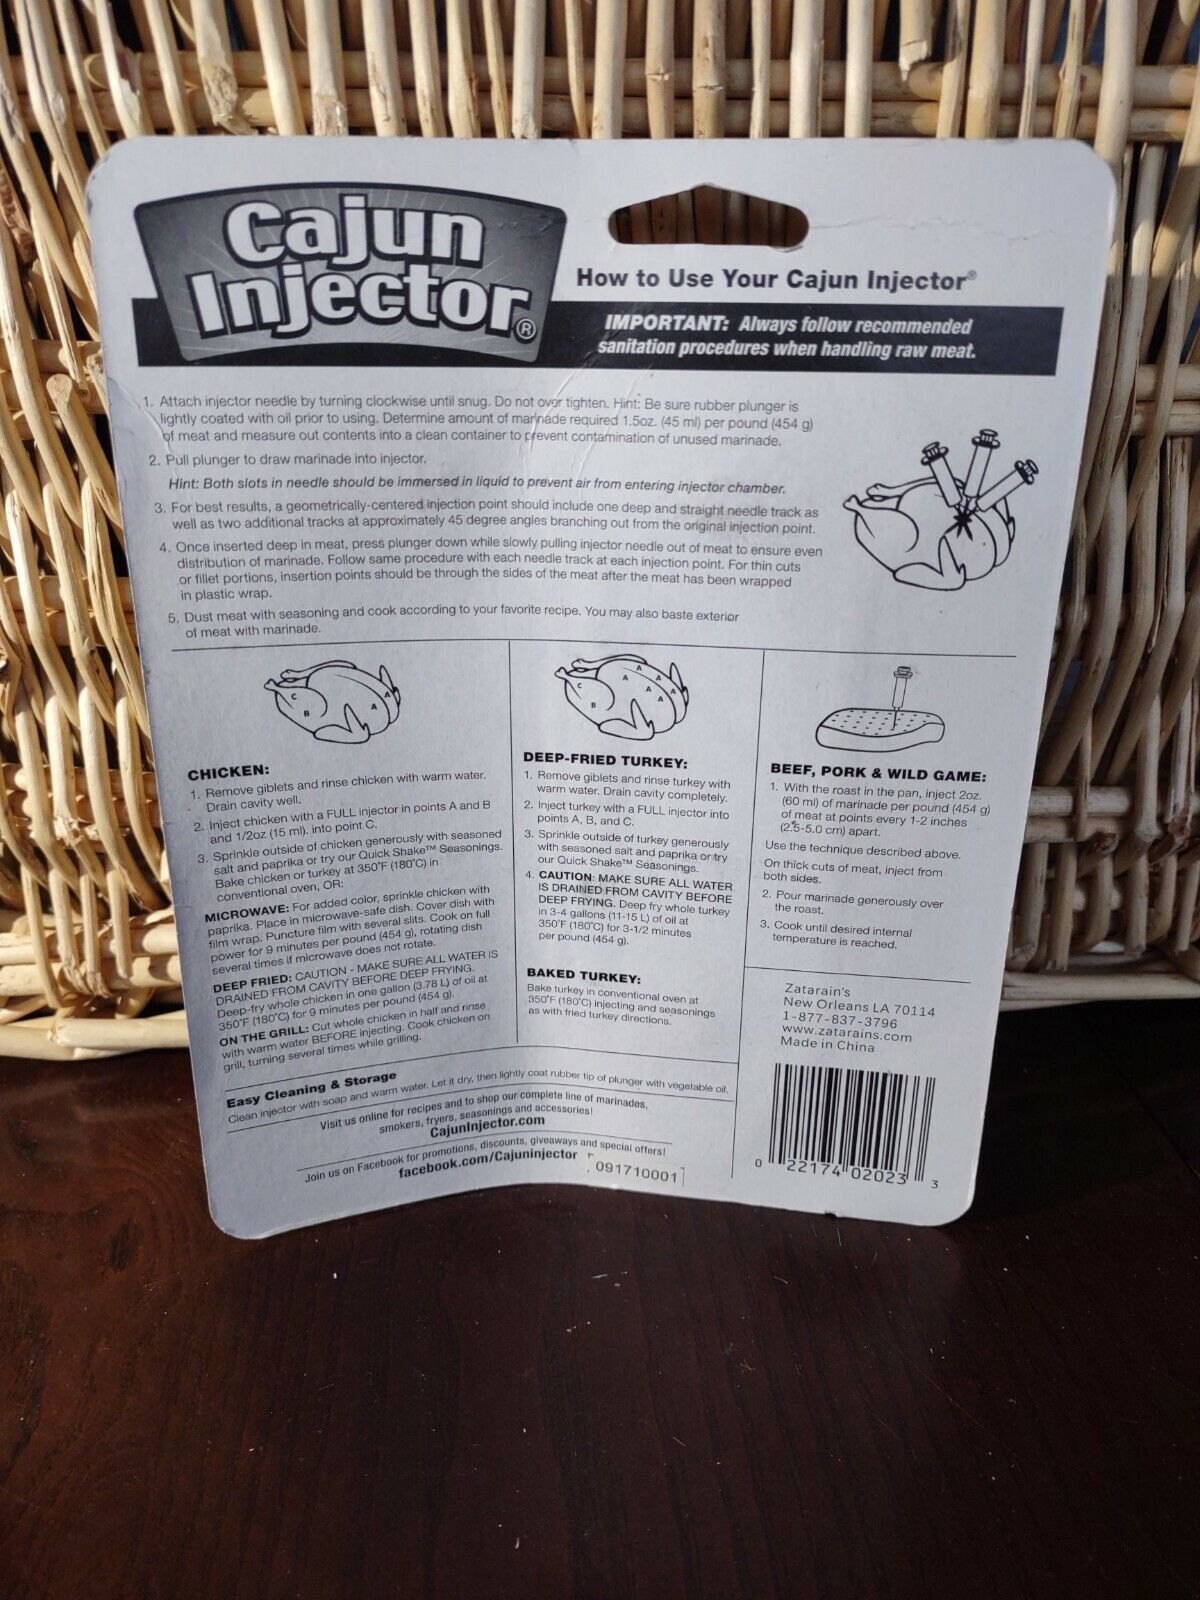 Cajun
Injector®
How to Use Your Cajun Injector®
IMPORTANT: Always follow recommended
sanitation procedures when handling raw meat.
1. Attach injector needle by turning clockwise until snug. Do not over tighten. Hint: Be sure rubber plunger is
lightly coated with oil prior to using. Determine amount of marinade required 1.5oz. (45 ml) per pound (454 g)
of meat and measure out contents into a clean container to prevent contamination of unused marinade.
2. Pull plunger to draw marinade into injector.
Hint: Both slots in needle should be immersed in liquid to prevent air from entering injector chamber.
3. For best results, a geometrically-centered injection point should include one deep and straight needle track as
well as two additional tracks at approximately 45 degree angles branching out from the original injection point.
4. Once inserted deep in meat, press plunger down while slowly pulling injector needle out of meat to ensure even
distribution of marinade. Follow same procedure with each needle track at each injection point. For thin cuts
or fillet portions, insertion points should be through the sides of the meat after the meat has been wrapped
in plastic wrap.
5. Dust meat with seasoning and cook according to your favorite recipe. You may also baste exterior
of meat with marinade.
C
B
A
A
CHICKEN:
1. Remove giblets and rinse chicken with warm water.
Drain cavity well.
2. Inject chicken with a FULL injector in points A and B
and 1/2oz (15 ml). into point C.
3. Sprinkle outside of chicken generously with seasoned
salt and paprika or try our Quick Shake™ Seasonings.
Bake chicken or turkey at 350°F (180°C) in
conventional oven, OR:
MICROWAVE: For added color, sprinkle chicken with
paprika. Place in microwave-safe dish. Cover dish with
film wrap. Puncture film with several slits. Cook on full
power for 9 minutes per pound (454 g), rotating dish
several times if microwave does not rotate.
DEEP FRIED: CAUTION - MAKE SURE ALL WATER IS
DRAINED FROM CAVITY BEFORE DEEP FRYING.
Deep-fry whole chicken in one gallon (3.78 L) of oil at
350°F (180°C) for 9 minutes per pound (454 g).
ON THE GRILL: Cut whole chicken in half and rinse
with warm water BEFORE injecting. Cook chicken on
grill, turning several times while grilling.
C
B
A
A
A
A
A
A
DEEP-FRIED TURKEY:
1. Remove giblets and rinse turkey with
warm water. Drain cavity completely.
2. Inject turkey with a FULL injector into
points A, B, and C.
3. Sprinkle outside of turkey generously
with seasoned salt and paprika or try
our Quick Shake™ Seasonings.
4. CAUTION: MAKE SURE ALL WATER
IS DRAINED FROM CAVITY BEFORE
DEEP FRYING. Deep fry whole turkey
in 3-4 gallons (11-15 L) of oil at
350°F (180°C) for 3-1/2 minutes
per pound (454 g).
BAKED TURKEY:
Bake turkey in conventional oven at
350°F (180°C) injecting and seasonings
as with fried turkey directions.
BEEF, PORK & WILD GAME:
1. With the roast in the pan, inject 2oz.
(60 ml) of marinade per pound (454 g)
of meat at points every 1-2 inches
(2.5-5.0 cm) apart.
Use the technique described above.
On thick cuts of meat, inject from
both sides.
2. Pour marinade generously over
the roast.
3. Cook until desired internal
temperature is reached.
Zatarain's
New Orleans LA 70114
1-877-837-3796
www.zatarains.com
Made in China
0 22174 02023 3
Easy Cleaning & Storage
Clean injector with soap and warm water. Let it dry, then lightly coat rubber tip of plunger with vegetable oil.
Visit us online for recipes and to shop our complete line of marinades,
smokers, fryers, seasonings and accessories!
CajunInjector.com
Join us on Facebook for promotions, discounts, giveaways and special offers!
facebook.com/Cajuninjector
091710001